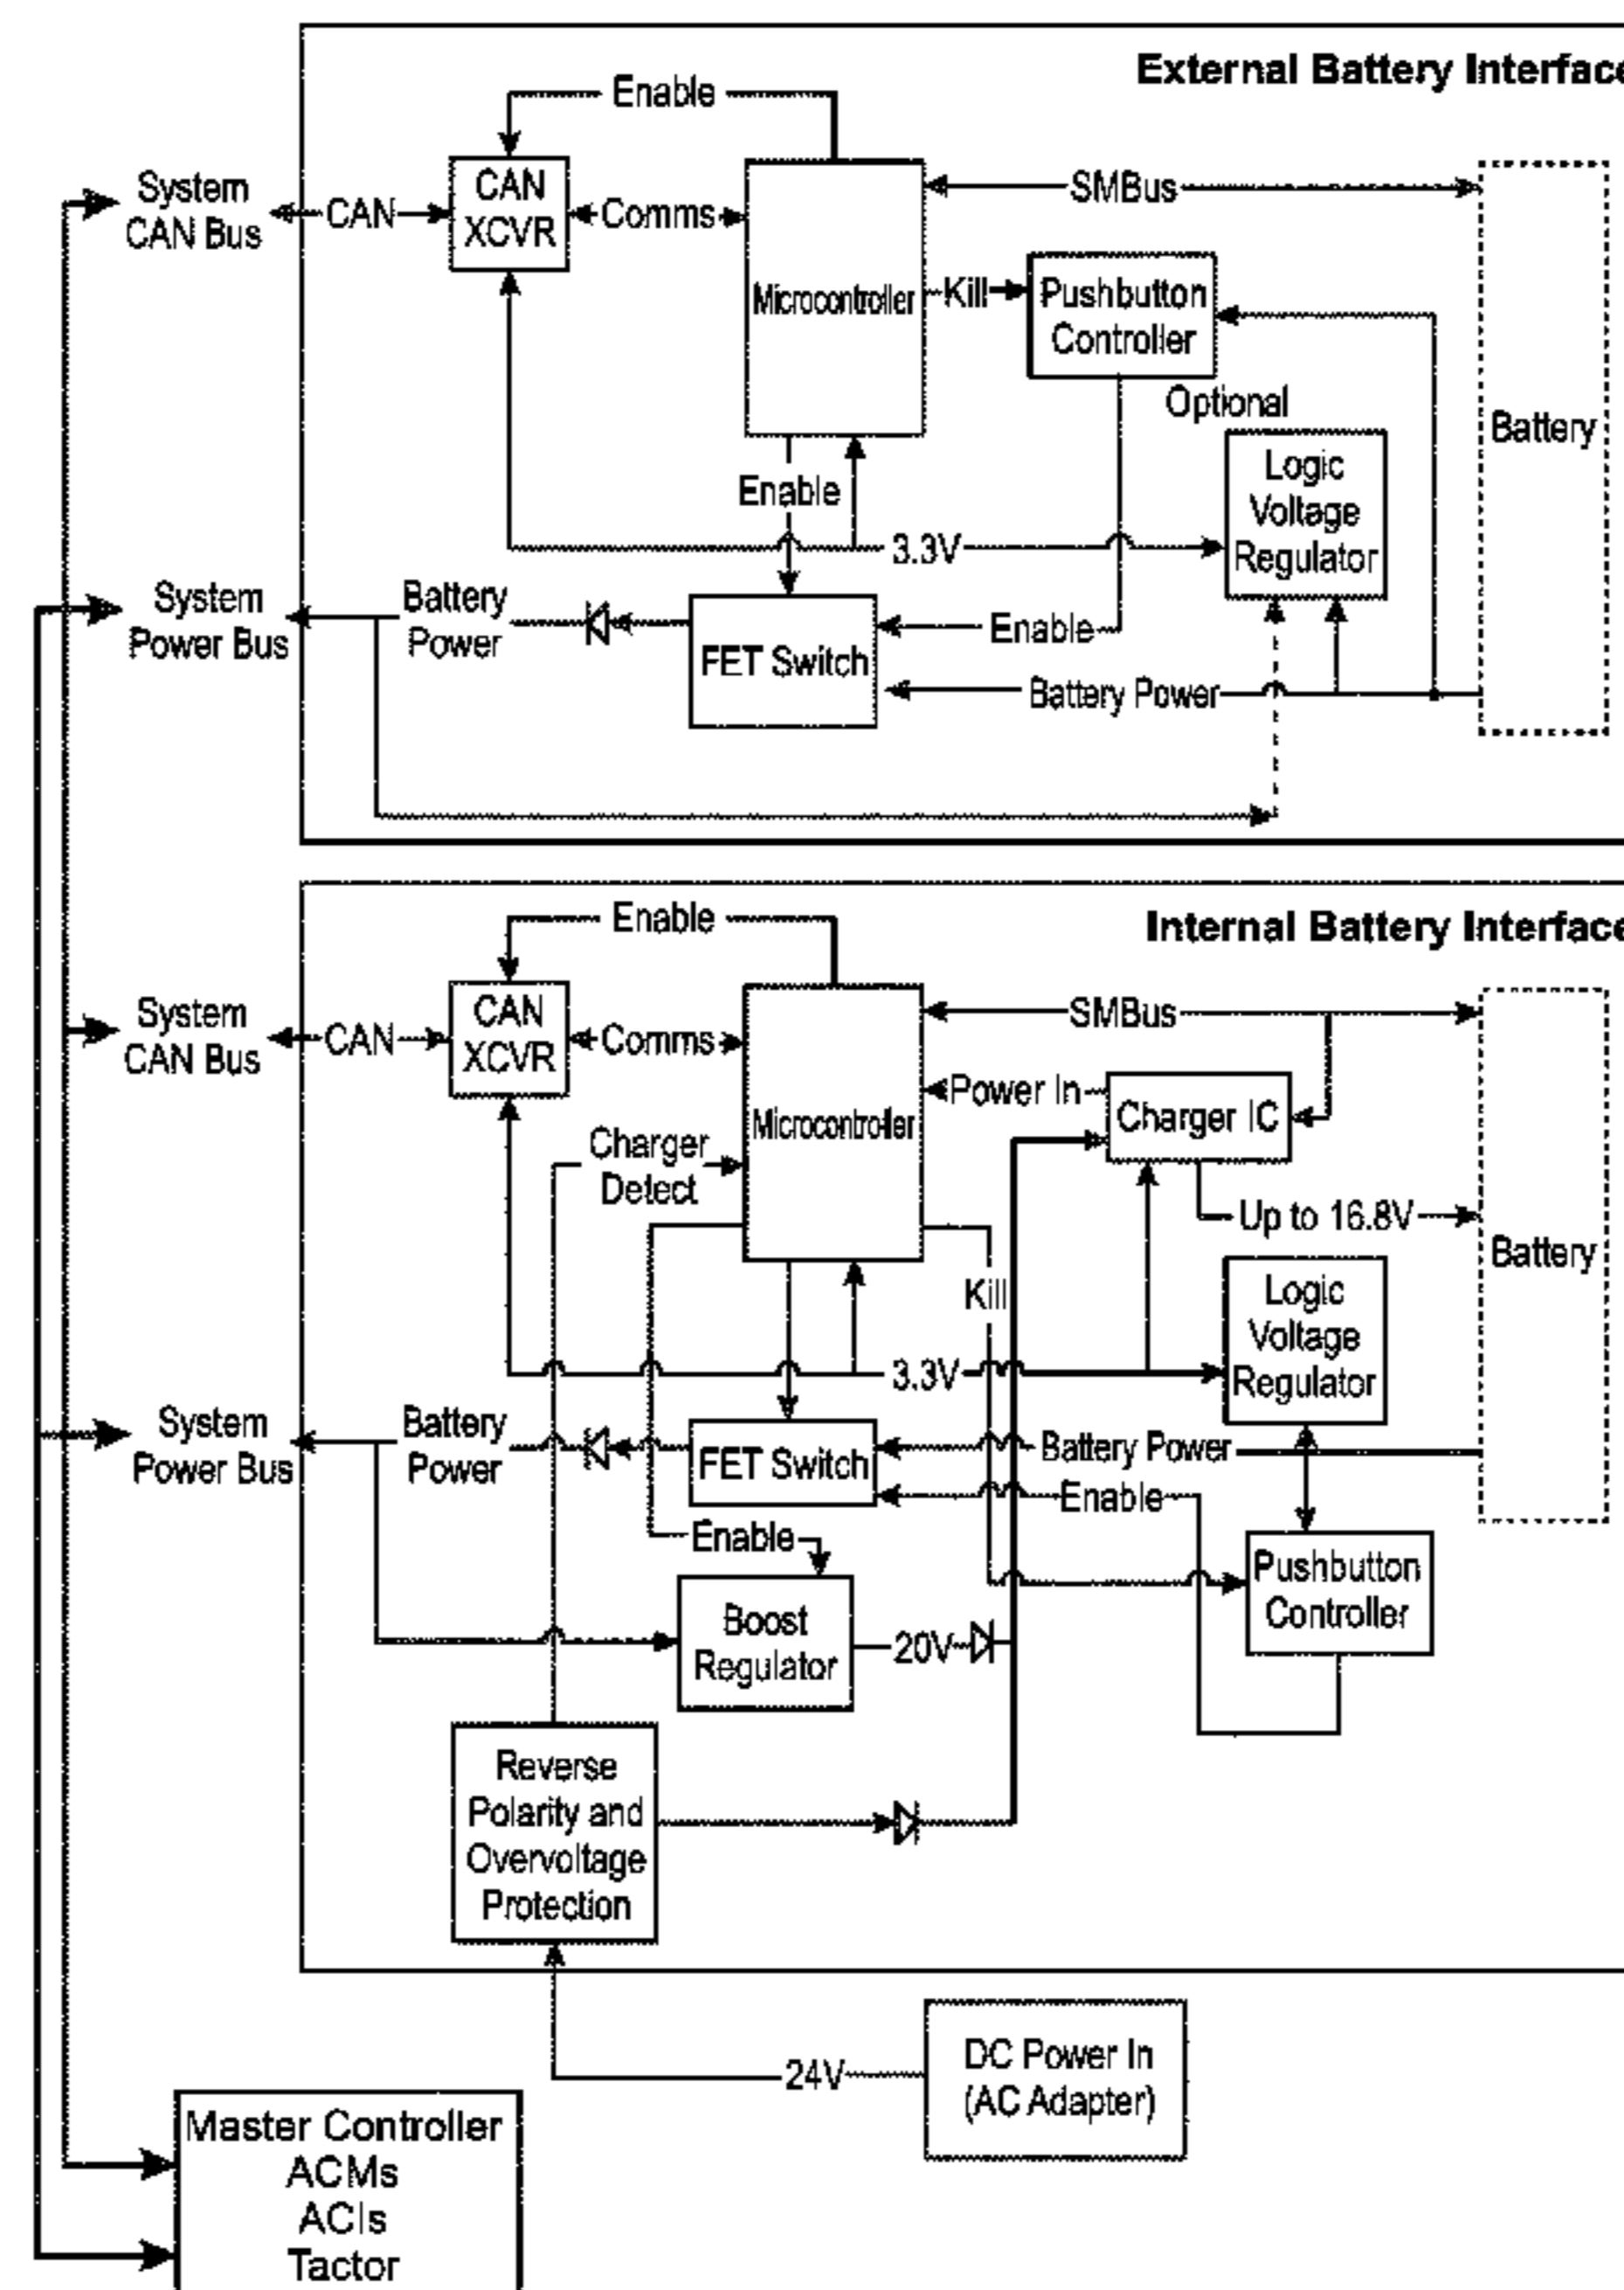 External Battery Interface
Enable
System
CAN Bus
CAN
CAN
XCVR
Comms
Microcontroller
SMBus
Kill
Pushbutton
Controller
Optional
Battery
Logic
Voltage
Regulator
Enable
3.3V
System
Power Bus
Battery
Power
FET Switch
Enable
Battery Power
Internal Battery Interface
Enable
System
CAN Bus
CAN
CAN
XCVR
Comms
Microcontroller
SMBus
Power In
Charger IC
Charger
Detect
Up to 16.8V
Battery
Kill
Logic
Voltage
Regulator
3.3V
System
Power Bus
Battery
Power
FET Switch
Battery Power
Enable
Enable
Pushbutton
Controller
Boost
Regulator
20V
Reverse
Polarity and
Overvoltage
Protection
24V
DC Power In
(AC Adapter)
Master Controller
ACMs
ACIs
Tactor